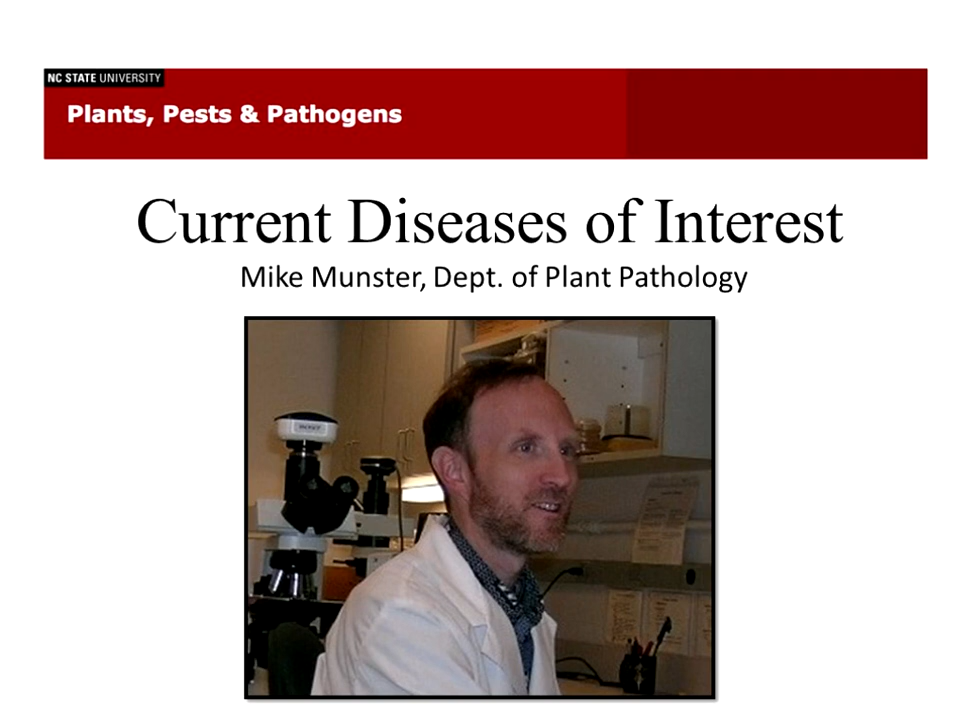 NC STATE UNIVERSITY
Plants, Pests & Pathogens
Current Diseases of Interest
Mike Munster, Dept. of Plant Pathology